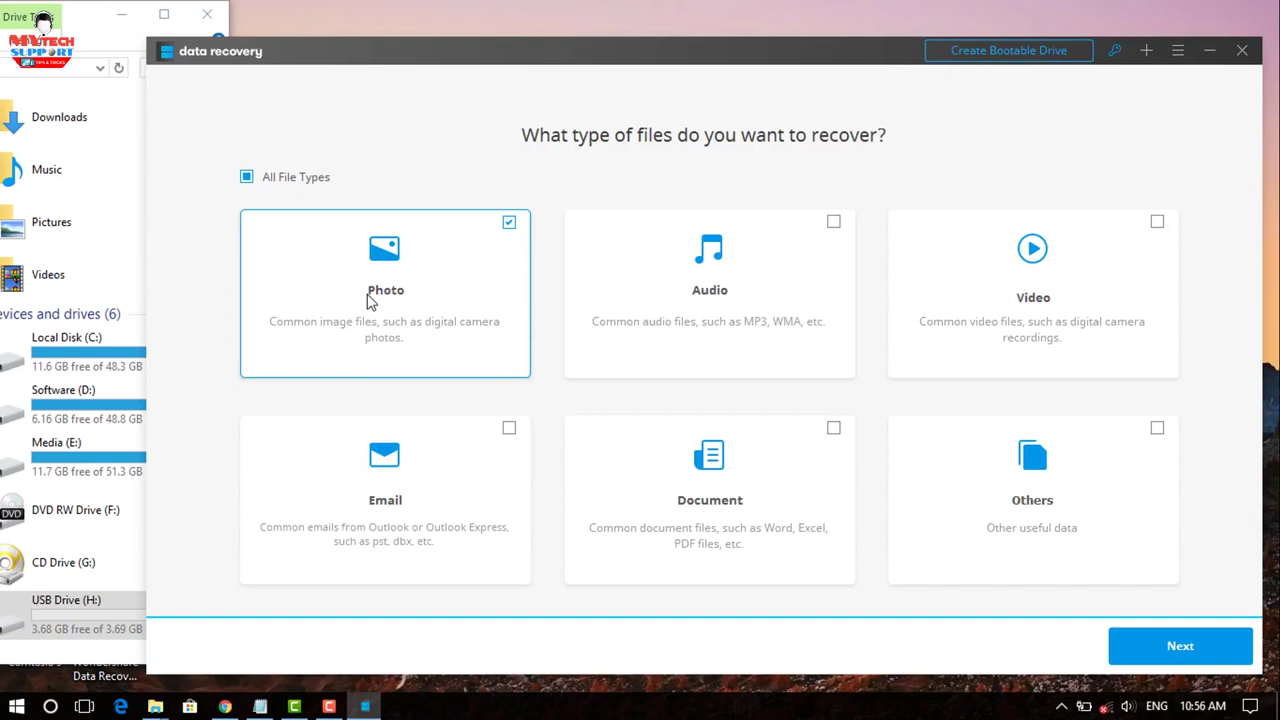 Drive T
MYTECH
SUPPORT
TIPS & TRICKS
data recovery
Create Bootable Drive
Downloads
Music
Pictures
Videos
evices and drives (6)
Local Disk (C:)
11.6 GB free of 48.3 GB
Software (D:)
6.16 GB free of 48.8 GB
Media (E:)
11.7 GB free of 51.3 GB
DVD RW Drive (F:)
DVD
CD Drive (G:)
USB Drive (H:)
3.68 GB free of 3.69 GB
What type of files do you want to recover?
All File Types
Photo
Common image files, such as digital camera
photos.
Audio
Common audio files, such as MP3, WMA, etc.
Video
Common video files, such as digital camera
recordings.
Email
Common emails from Outlook or Outlook Express,
such as pst, dbx, etc.
Document
Common document files, such as Word, Excel,
PDF files, etc.
Others
Other useful data
Next
Data Recov...
ENG
10:56 AM